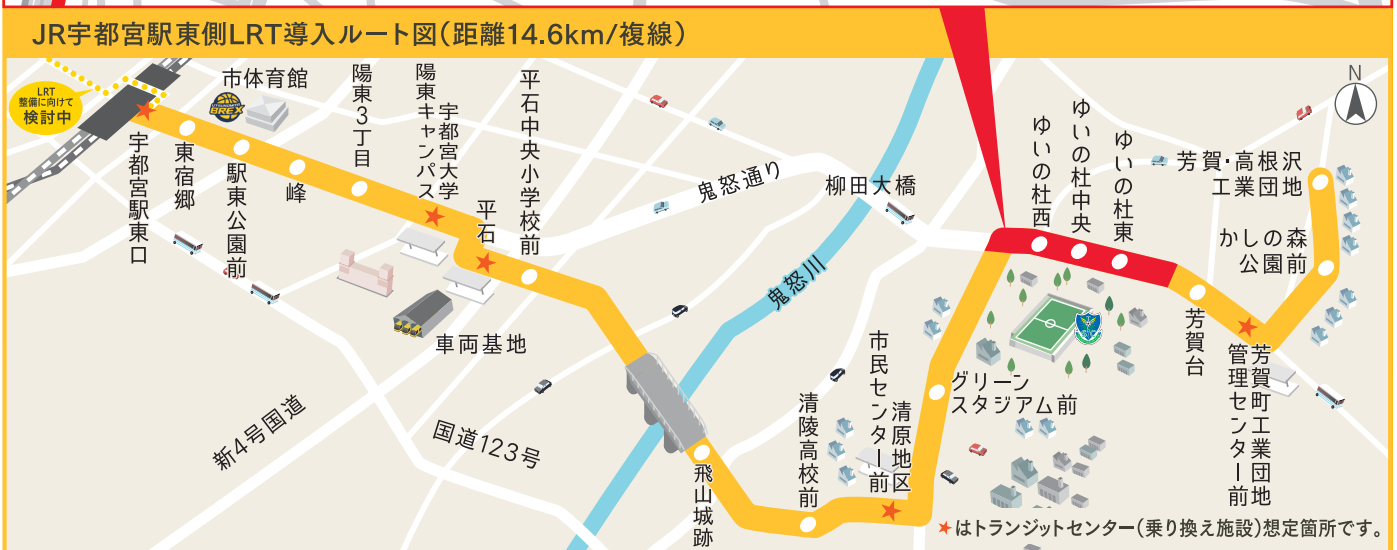 JR宇都宮駅東側LRT導入ルート図(距離14.6km/複線)
LRT
整備に向けて
検討中
市体育館
UTSUNOMIYA
BREX
宇都宮駅東口
東宿郷
駅東公園前
峰
陽東3丁目
宇都宮大学
陽東キャンパス
平石
平石中央小学校前
車両基地
新4号国道
国道123号
鬼怒通り
柳田大橋
鬼怒川
飛山城跡
清陵高校前
清原地区
市民センター前
グリーン
スタジアム前
ゆいの杜西
ゆいの杜中央
ゆいの杜東
芳賀台
芳賀町工業団地
管理センター前
かしの森
公園前
芳賀・高根沢
工業団地
N
★はトランジットセンター(乗り換え施設)想定箇所です。